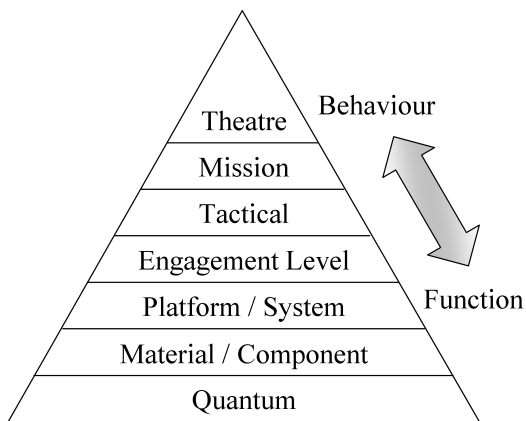 Theatre
Behaviour
Mission
Tactical
Engagement Level
Platform / System
Function
Material / Component
Quantum